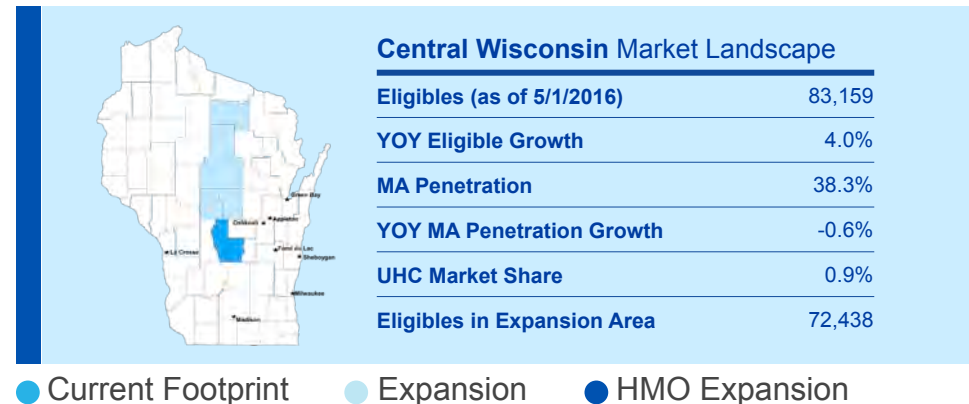 Central Wisconsin Market Landscape
Eligibles (as of 5/1/2016) 83,159
YOY Eligible Growth 4.0%
MA Penetration 38.3%
YOY MA Penetration Growth -0.6%
UHC Market Share 0.9%
Eligibles in Expansion Area 72,438
Green Bay
Oshkosh Appleton
La Crosse
Fond du Lac
Sheboygan
Milwaukee
Madison
Current Footprint Expansion HMO Expansion